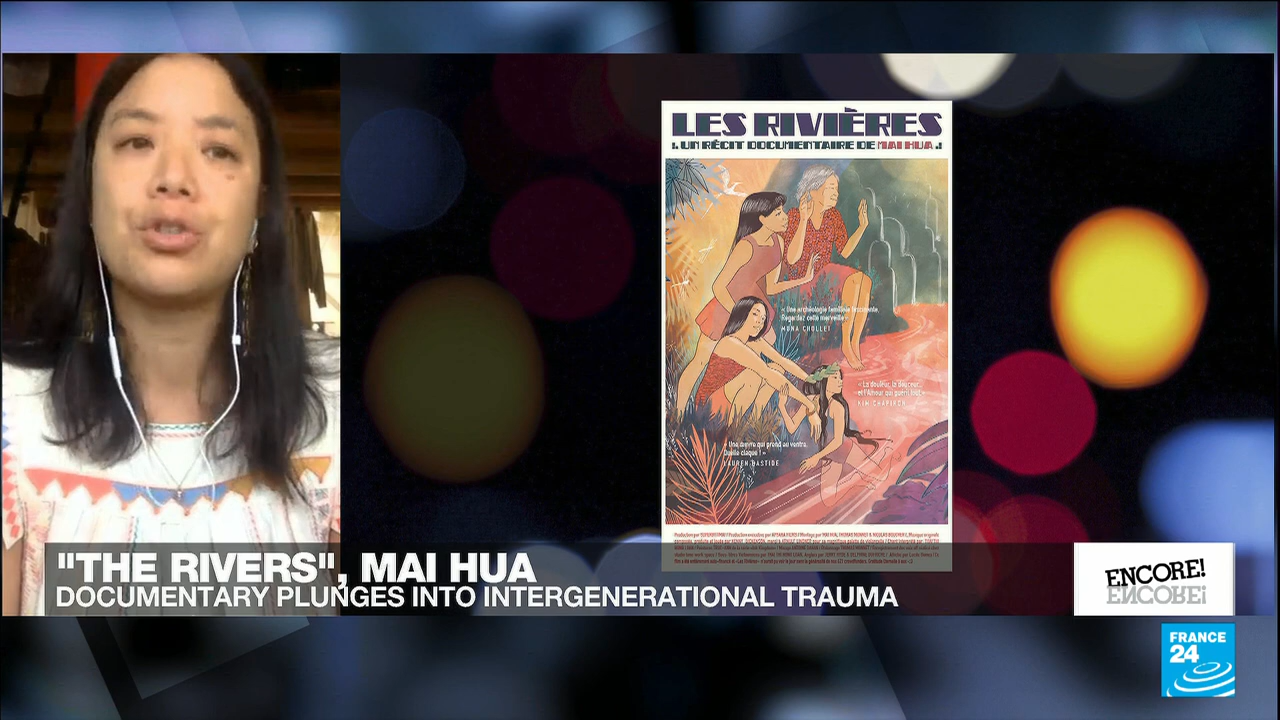 LES RIVIÈRES
UN RÉCIT DOCUMENTAIRE DE MAI HUA
« Une archéologie familiale fascinante.
Regardez cette merveille »
MONA CHOLLET
« La douleur, la douceur...
et l'Amour qui guérit tout »
KIM CHAPIRON
« Une œuvre qui prend au ventre.
Quelle claque ! »
LAUREN BASTIDE
"THE RIVERS", MAI HUA
DOCUMENTARY PLUNGES INTO INTERGENERATIONAL TRAUMA
ENCORE!
ENCORE!
FRANCE
24